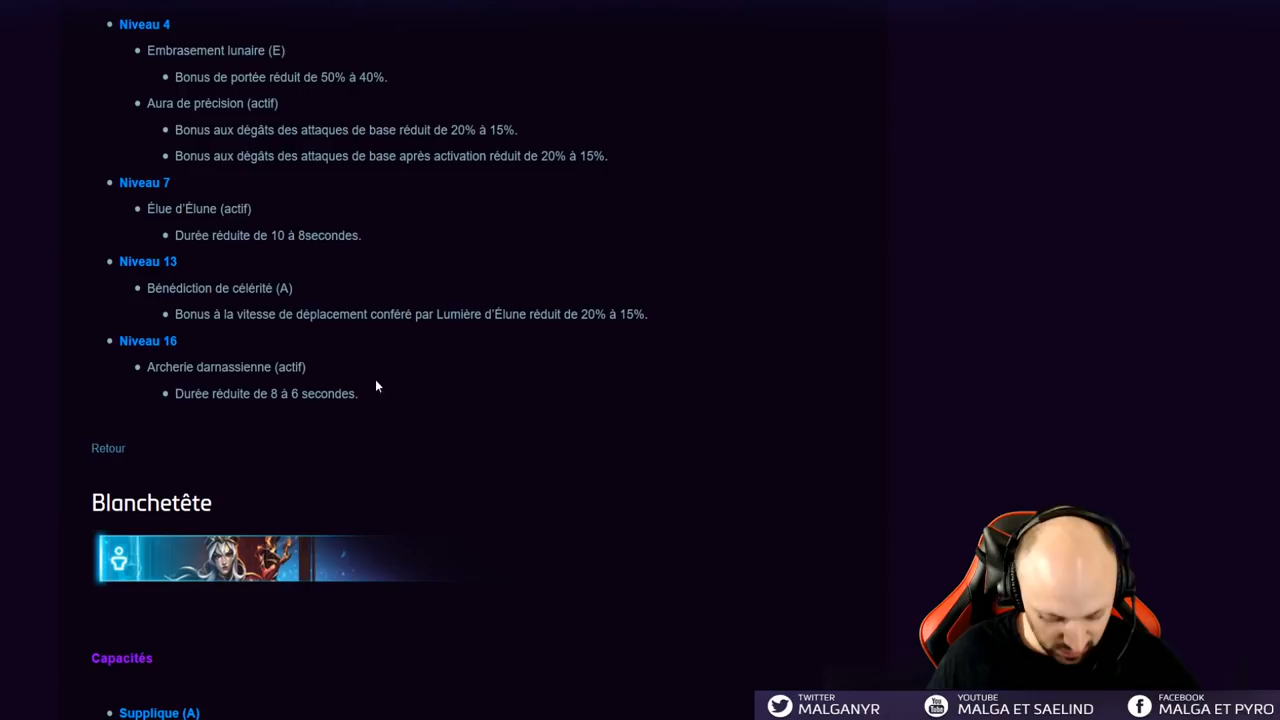 Niveau 4
Embrasement lunaire (E)
Bonus de portée réduit de 50% à 40%.
Aura de précision (actif)
Bonus aux dégâts des attaques de base réduit de 20% à 15%.
Bonus aux dégâts des attaques de base après activation réduit de 20% à 15%.
Niveau 7
Élue d'Élune (actif)
Durée réduite de 10 à 8secondes.
Niveau 13
Bénédiction de célérité (A)
Bonus à la vitesse de déplacement conféré par Lumière d'Élune réduit de 20% à 15%.
Niveau 16
Archerie darnassienne (actif)
Durée réduite de 8 à 6 secondes.
Retour
Blanchetête
Capacités
Supplique (A)
TWITTER
MALGANYR
YOUTUBE
MALGA ET SAELIND
FACEBOOK
MALGA ET PYRO